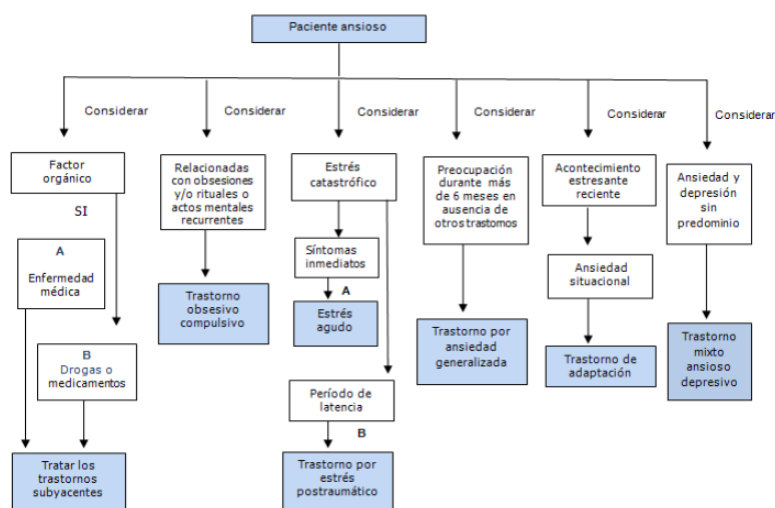 Paciente ansioso
Considerar
Considerar
Considerar
Considerar
Considerar
Considerar
Factor
orgánico
SI
A
Enfermedad
médica
B
Drogas o
medicamentos
Tratar los
trastornos
subyacentes
Relacionadas
con obsesiones
y/o rituales o
actos mentales
recurrentes
Trastorno
obsesivo
compulsivo
Estrés
catastrófico
Síntomas
inmediatos
A
Estrés
agudo
Período de
latencia
B
Trastorno por
estrés
postraumático
Preocupación
durante más
de 6 meses en
ausencia de
otros trastomos
Trastorno por
ansiedad
generalizada
Acontecimiento
estresante
reciente
Ansiedad
situacional
Trastorno de
adaptación
Ansiedad y
depresión sin
predominio
Trastorno
mixto
ansioso
depresivo